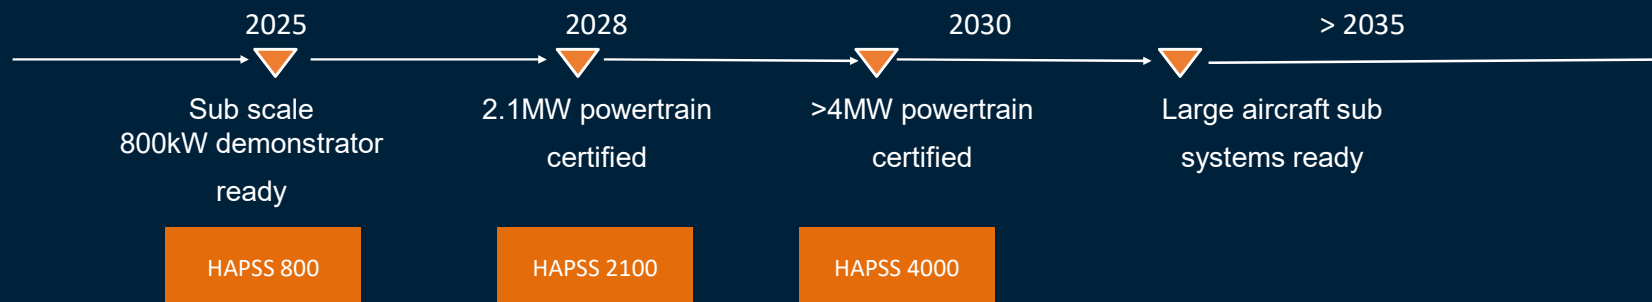 2025
2028
2030
> 2035
Sub scale
800kW demonstrator
ready
2.1MW powertrain
certified
>4MW powertrain
certified
Large aircraft sub
systems ready
HAPSS 800
HAPSS 2100
HAPSS 4000